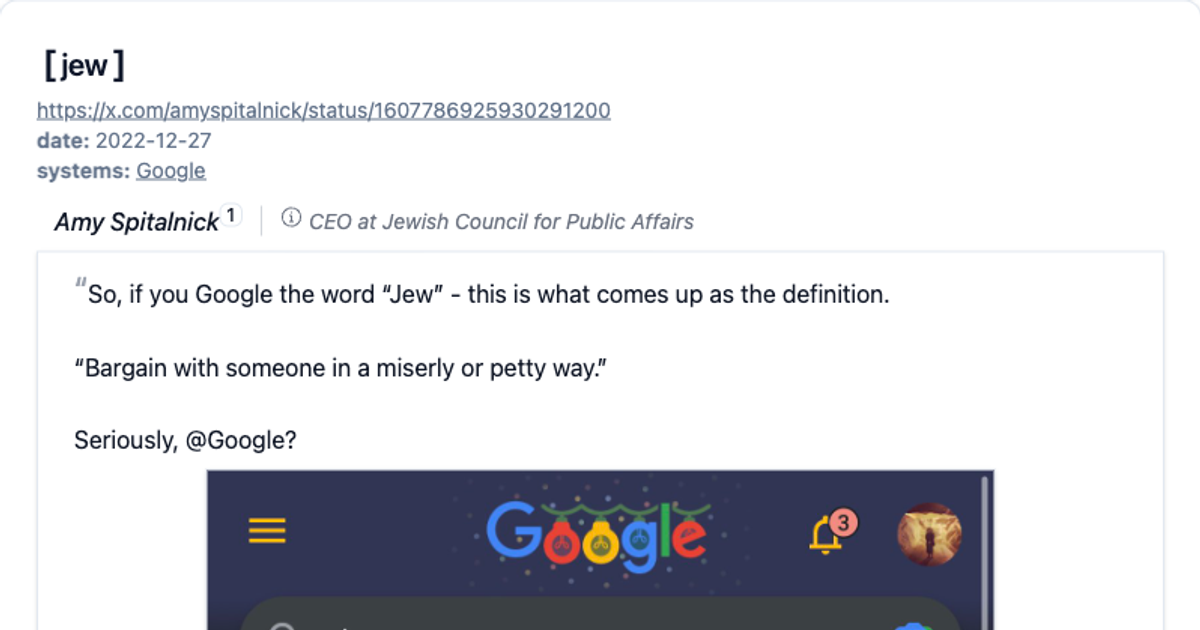 [jew]
https://x.com/amyspitalnick/status/1607786925930291200
date: 2022-12-27
systems: Google
Amy Spitalnick 1 CEO at Jewish Council for Public Affairs
"So, if you Google the word “Jew” - this is what comes up as the definition.
“Bargain with someone in a miserly or petty way.”
Seriously, @Google?
Google 3